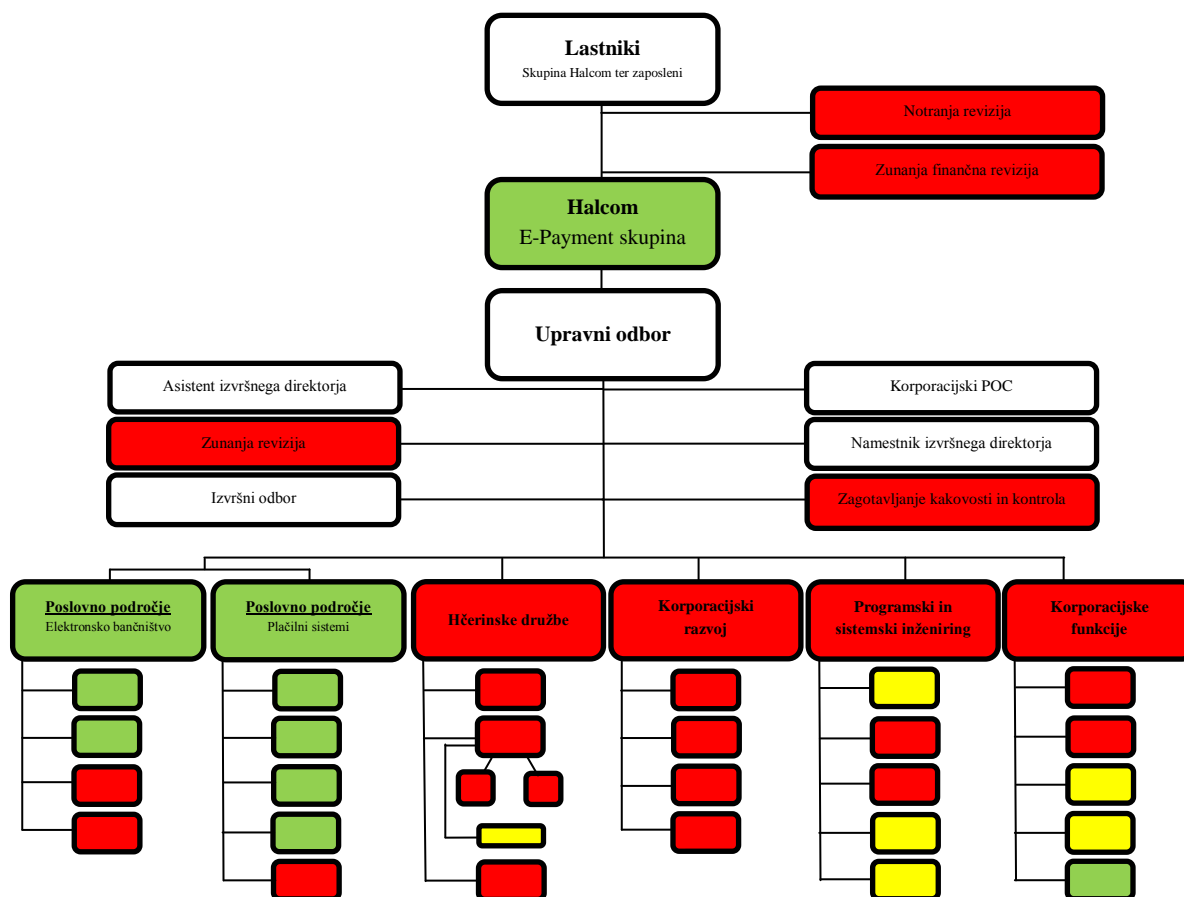 Lastniki
Skupina Halcom ter zaposleni
Notranja revizija
Zunanja finančna revizija
Halcom
E-Payment skupina
Upravni odbor
Asistent izvršnega direktorja
Korporacijski POC
Zunanja revizija
Namestnik izvršnega direktorja
Izvršni odbor
Zagotavljanje kakovosti in kontrola
Poslovno področje
Elektronsko bančništvo
Poslovno področje
Plačilni sistemi
Hčerinske družbe
Korporacijski
razvoj
Programski in
sistemski inženiring
Korporacijske
funkcije